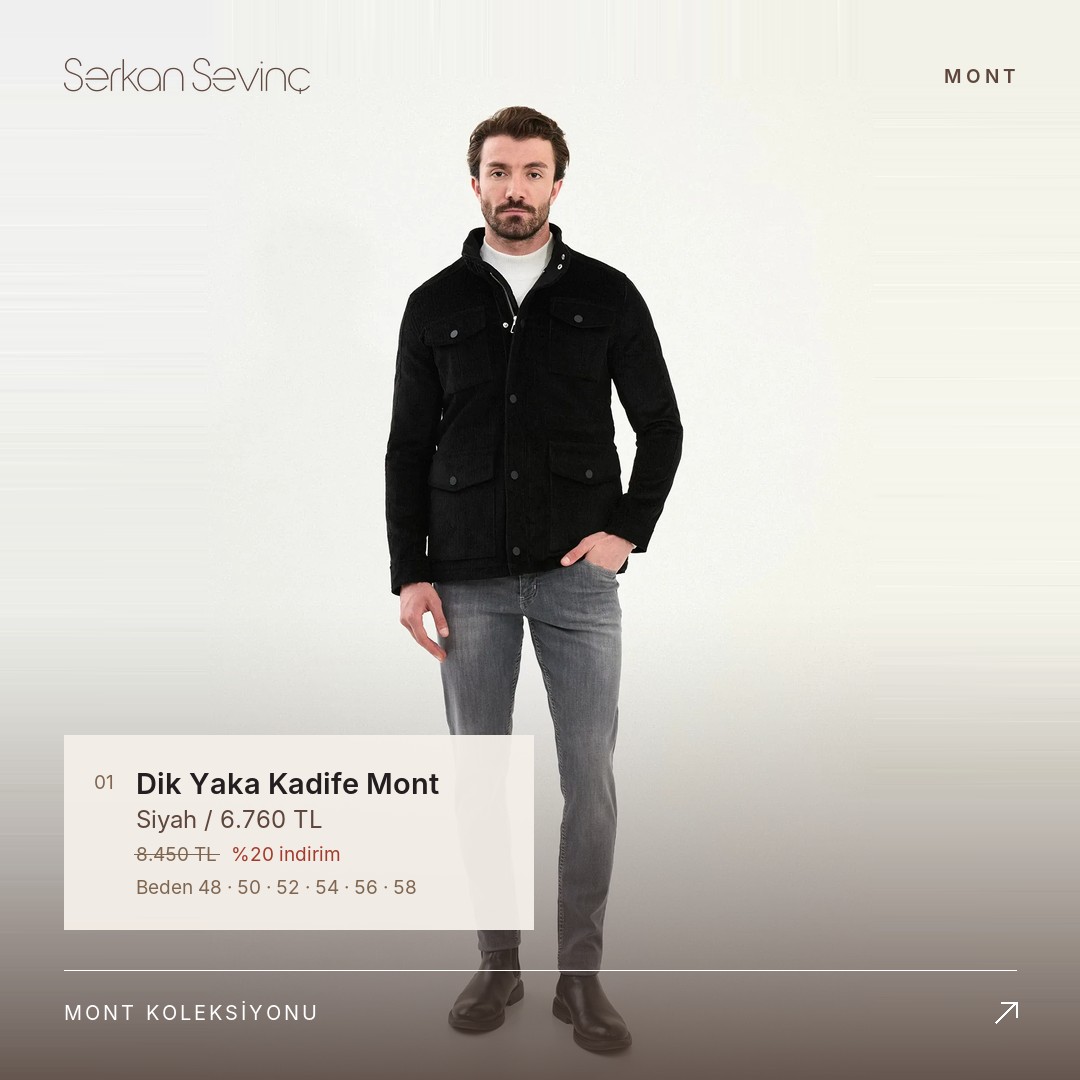 Serkan Sevinç
MONT
01
Dik Yaka Kadife Mont
Siyah / 6.760 TL
8.450 TL %20 indirim
Beden 48 · 50 · 52 · 54 · 56 · 58
MONT KOLEKSİYONU